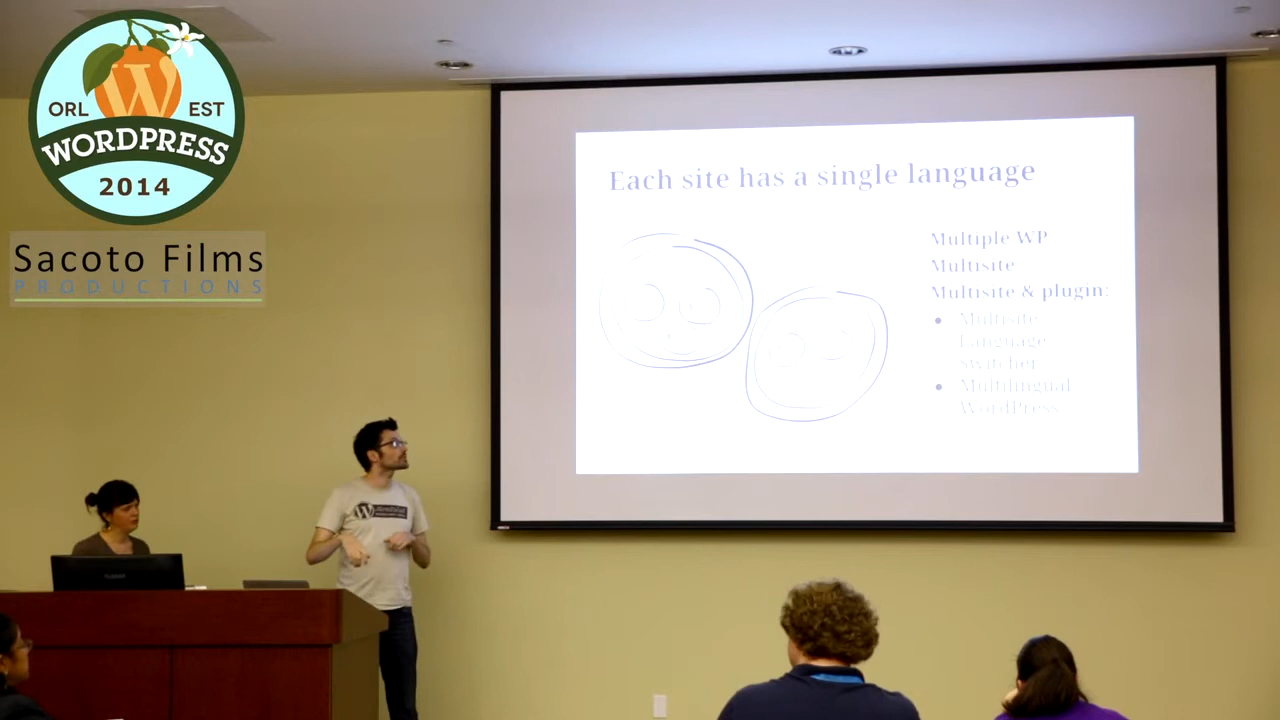 ORL EST
WORDPRESS
2014
Sacoto Films
PRODUCTIONS
Each site has a single language
Multiple WP
Multisite
Multisite & plugin:
Multisite
Language
switcher
Multilingual
WordPress